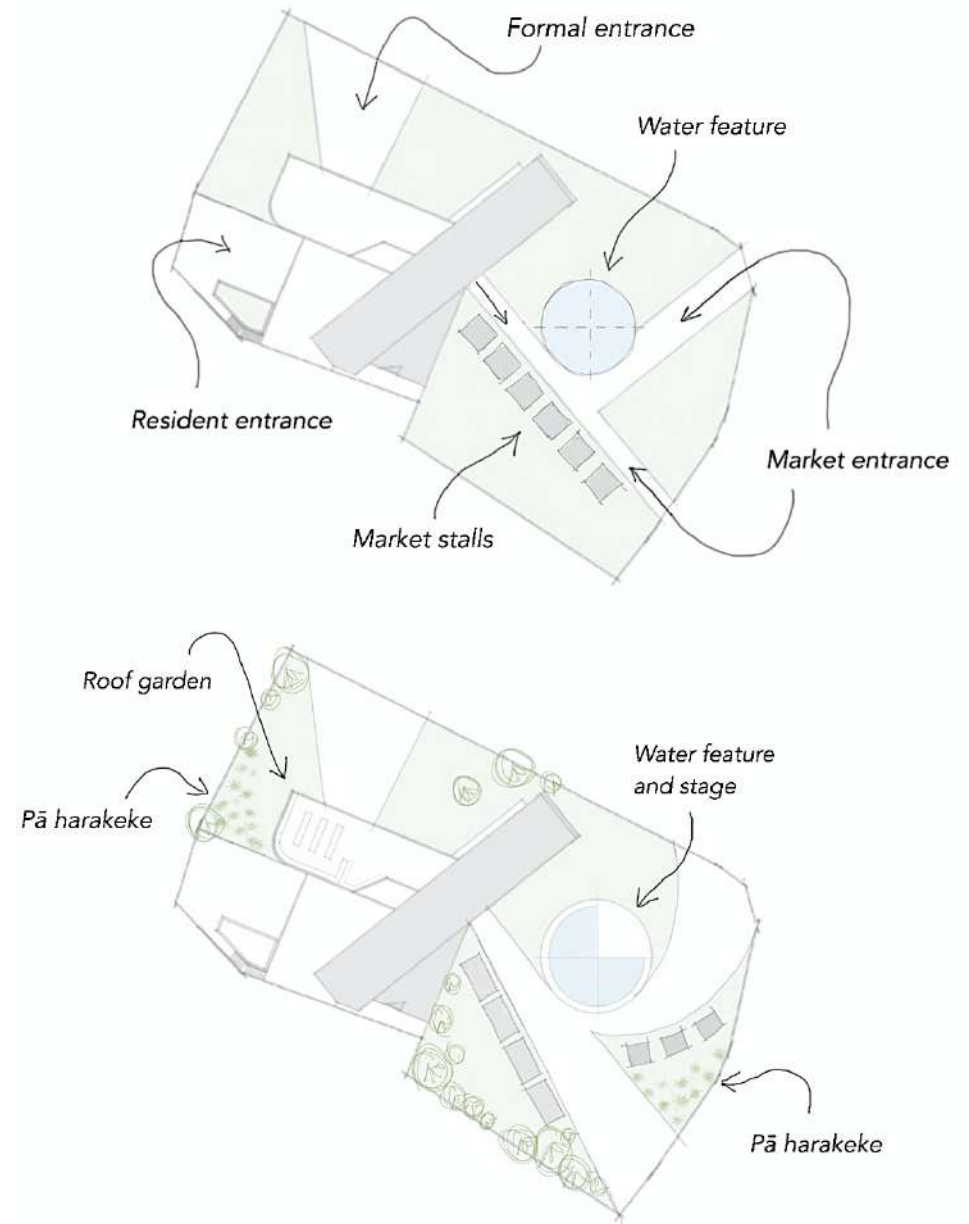 Formal entrance
Water feature
Resident entrance
Market entrance
Market stalls
Roof garden
Water feature
and stage
Pā harakeke
Pā harakeke